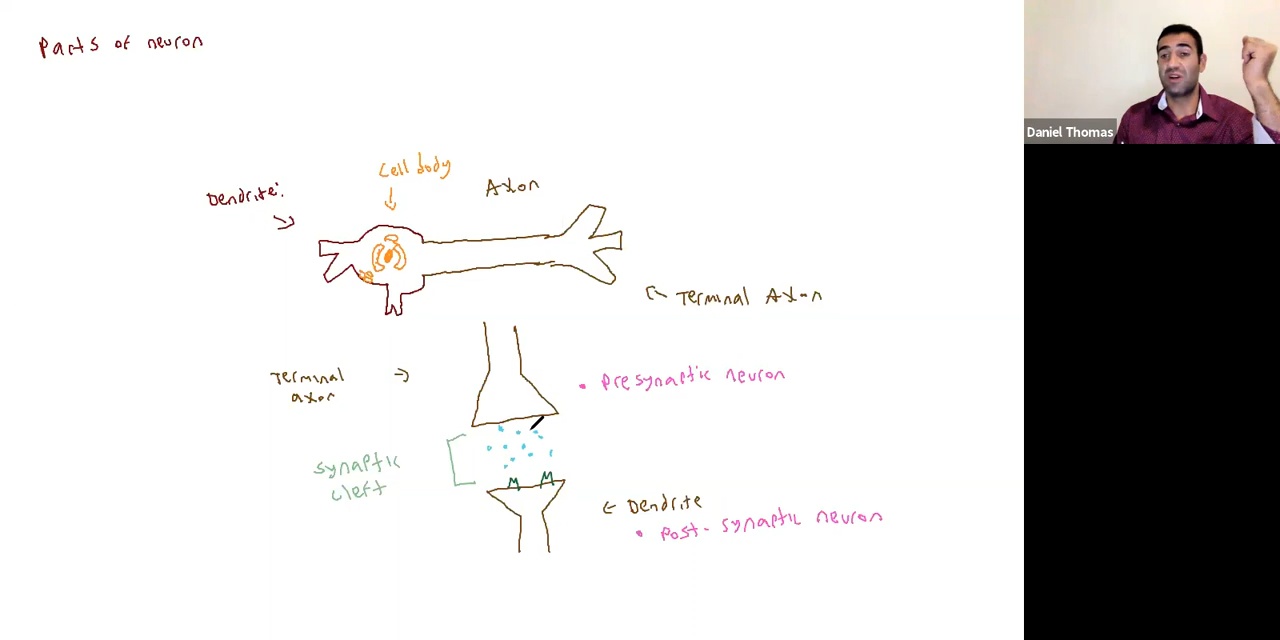 Parts of neuron
Daniel Thomas
Cell body
Dendrite:
Axon
Terminal Axon
Terminal
axon
• Presynaptic neuron
synaptic
cleft
Dendrite
• Post-synaptic neuron